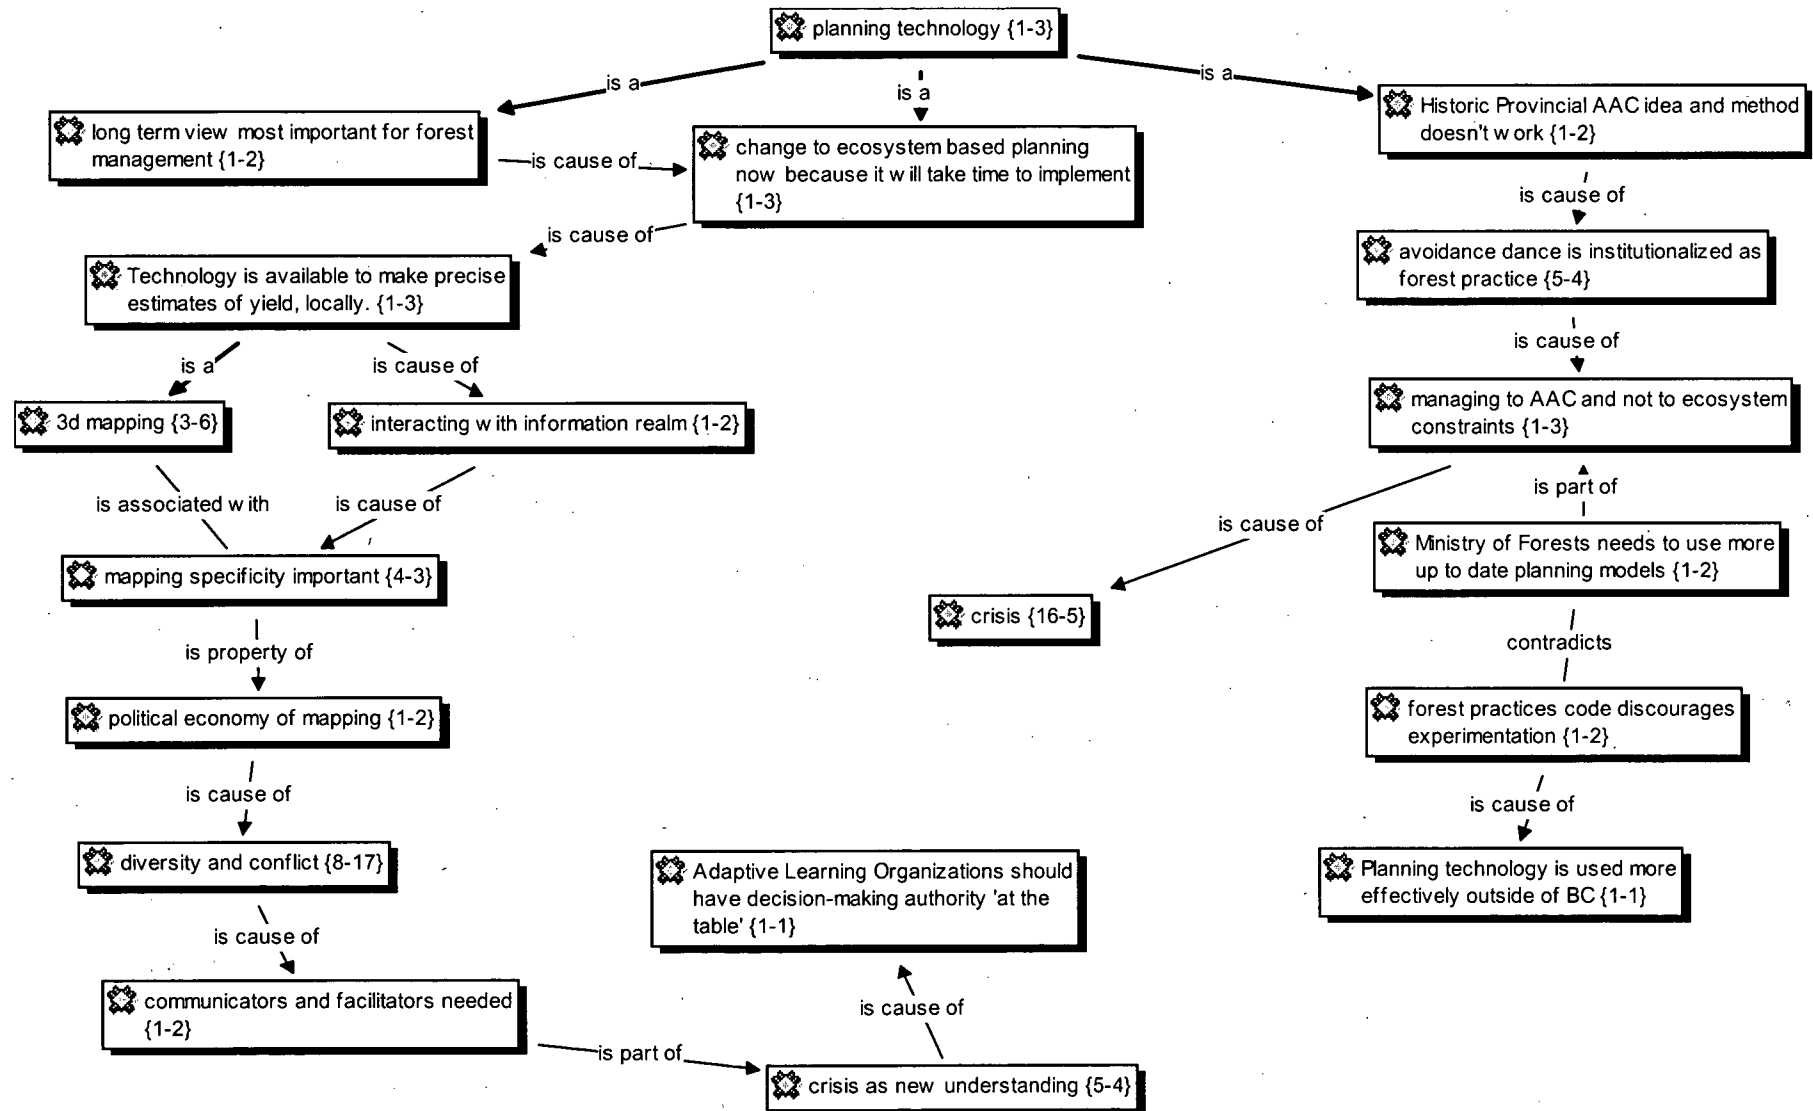 planning technology {1-3}
is a
is a
is a
long term view most important for forest
management {1-2}
is cause of
change to ecosystem based planning
now because it will take time to implement
{1-3}
Historic Provincial AAC idea and method
doesn't work {1-2}
is cause of
is cause of
Technology is available to make precise
estimates of yield, locally. {1-3}
avoidance dance is institutionalized as
forest practice {5-4}
is a
is cause of
is cause of
3d mapping {3-6}
interacting with information realm {1-2}
managing to AAC and not to ecosystem
constraints {1-3}
is associated with
is cause of
is cause of
is part of
mapping specificity important {4-3}
crisis {16-5}
Ministry of Forests needs to use more
up to date planning models {1-2}
is property of
contradicts
political economy of mapping {1-2}
forest practices code discourages
experimentation {1-2}
is cause of
is cause of
diversity and conflict {8-17}
Adaptive Learning Organizations should
have decision-making authority 'at the
table' {1-1}
Planning technology is used more
effectively outside of BC {1-1}
is cause of
communicators and facilitators needed
{1-2}
is cause of
is part of
crisis as new understanding {5-4}